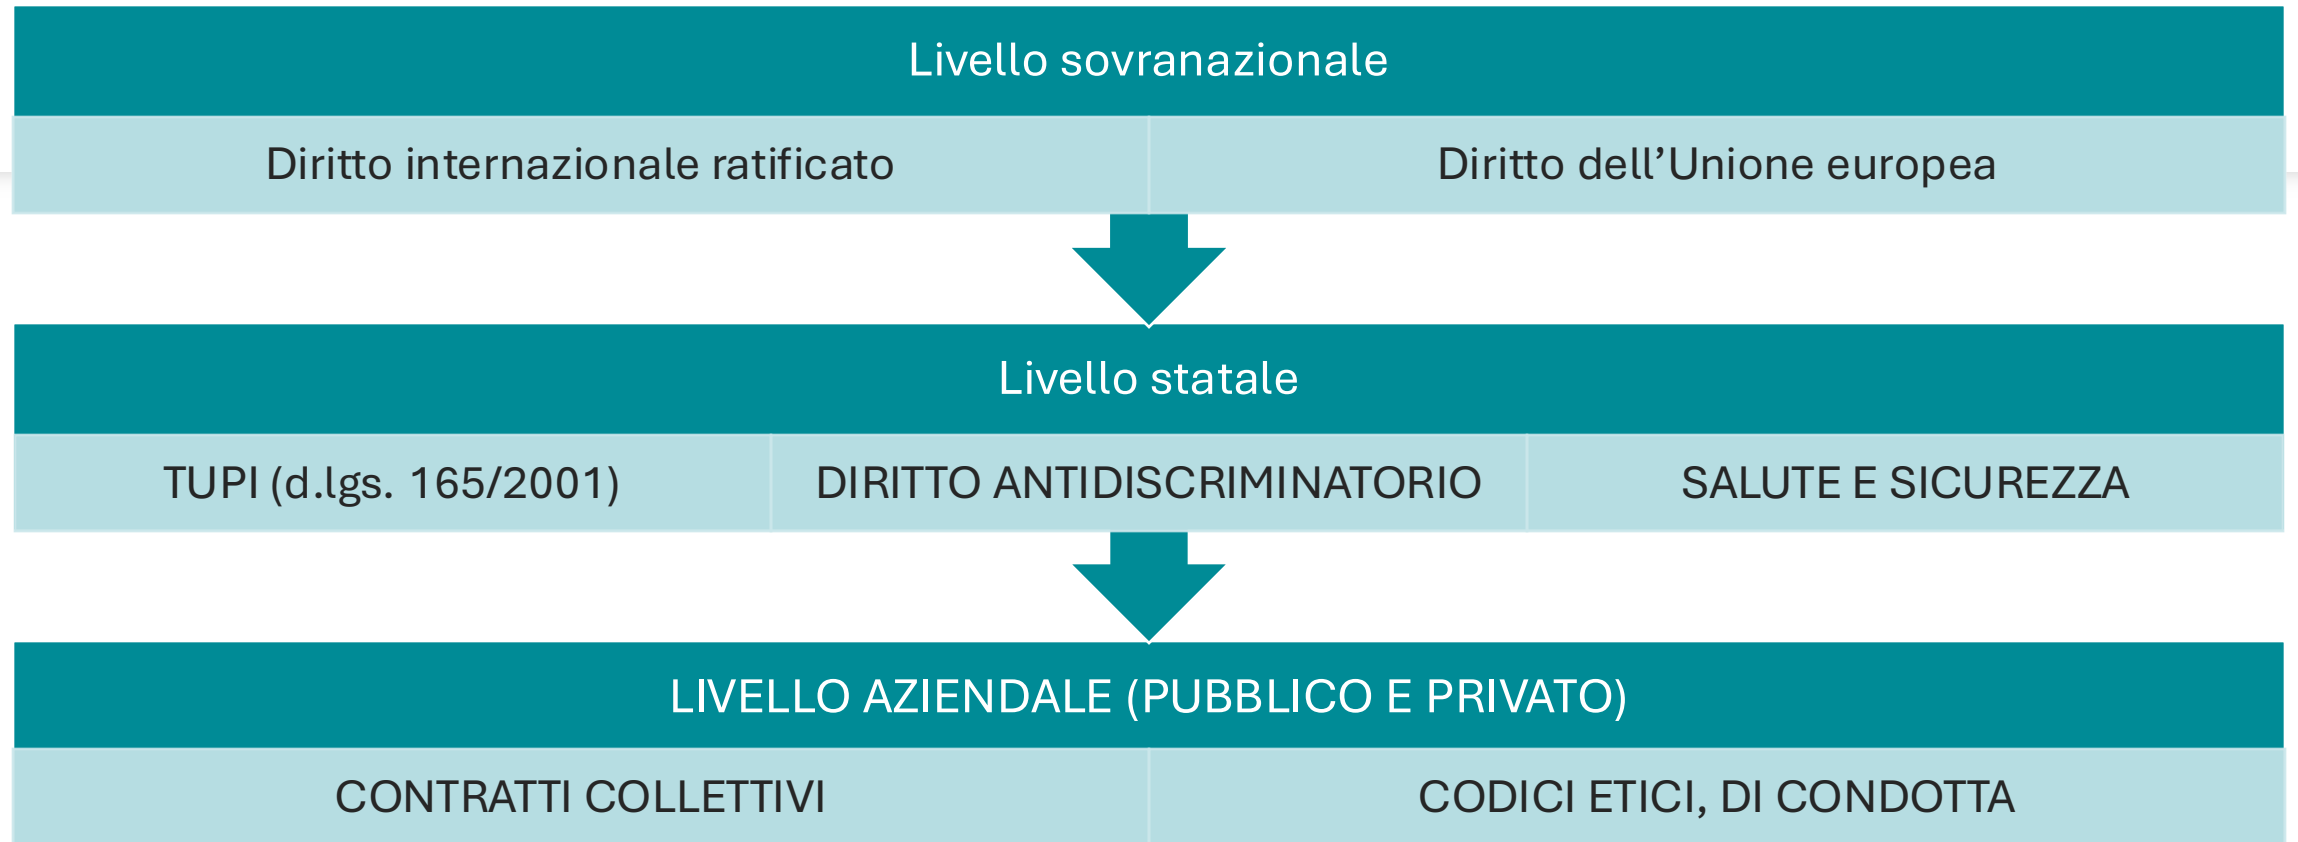 Livello sovranazionale
Diritto internazionale ratificato
Diritto dell’Unione europea
Livello statale
TUPI (d.lgs. 165/2001)
DIRITTO ANTIDISCRIMINATORIO
SALUTE E SICUREZZA
LIVELLO AZIENDALE (PUBBLICO E PRIVATO)
CONTRATTI COLLETTIVI
CODICI ETICI, DI CONDOTTA